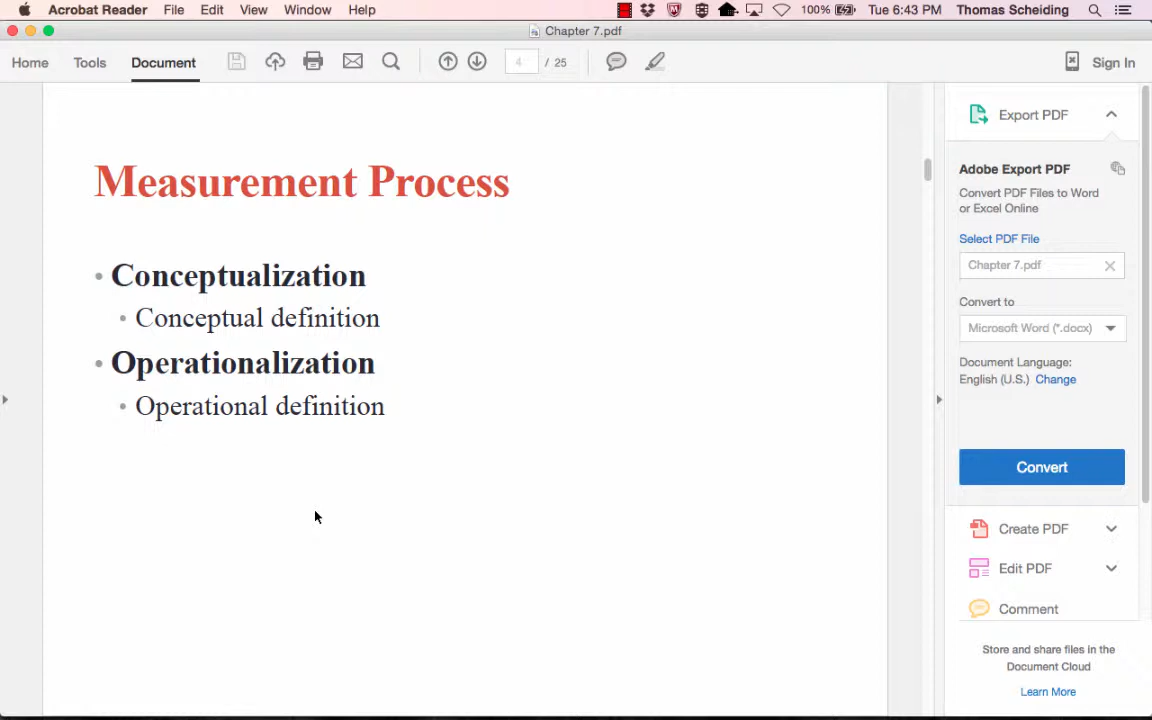 Acrobat Reader File Edit View Window Help 100% Tue 6:43 PM Thomas Scheiding
Chapter 7.pdf
Home Tools Document 4 / 25 Sign In
Measurement Process
• Conceptualization
• Conceptual definition
• Operationalization
• Operational definition
Export PDF
Adobe Export PDF
Convert PDF Files to Word
or Excel Online
Select PDF File
Chapter 7.pdf
Convert to
Microsoft Word (*.docx)
Document Language:
English (U.S.) Change
Convert
Create PDF
Edit PDF
Comment
Store and share files in the
Document Cloud
Learn More